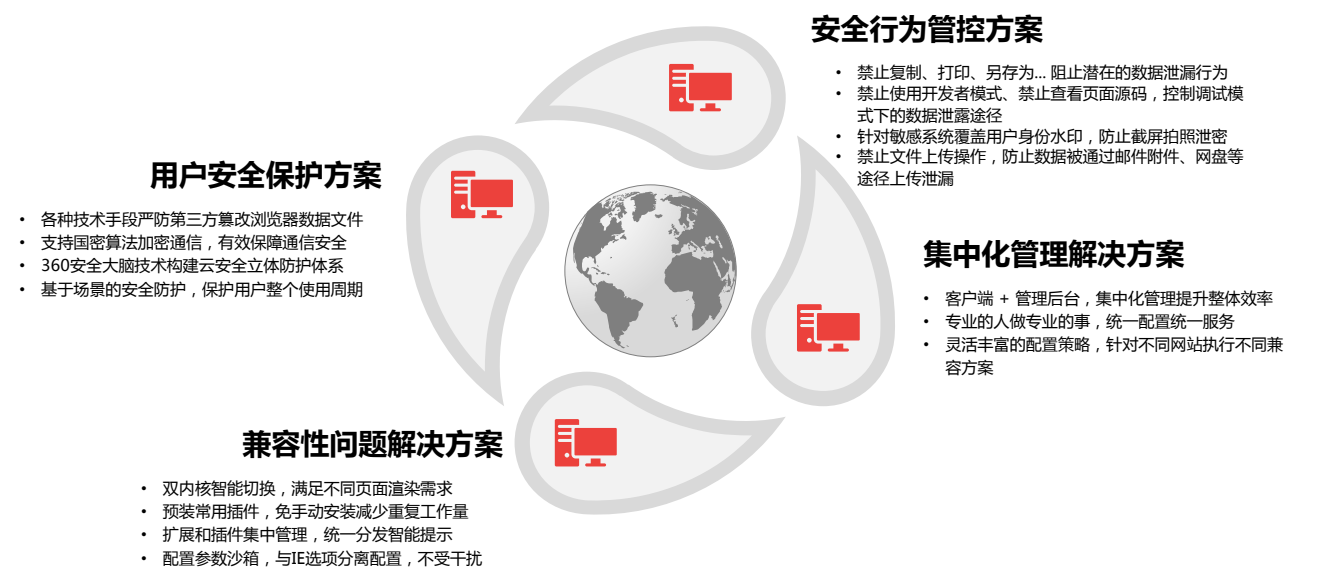 安全行为管控方案
• 禁止复制、打印、另存为... 阻止潜在的数据泄漏行为
• 禁止使用开发者模式、禁止查看页面源码，控制调试模
式下的数据泄露途径
• 针对敏感系统覆盖用户身份水印，防止截屏拍照泄密
• 禁止文件上传操作，防止数据被通过邮件附件、网盘等
途径上传泄漏
用户安全保护方案
• 各种技术手段严防第三方篡改浏览器数据文件
• 支持国密算法加密通信，有效保障通信安全
• 360安全大脑技术构建云安全立体防护体系
• 基于场景的安全防护，保护用户整个使用周期
集中化管理解决方案
• 客户端 + 管理后台，集中化管理提升整体效率
• 专业的人做专业的事，统一配置统一服务
• 灵活丰富的配置策略，针对不同网站执行不同兼
容方案
兼容性问题解决方案
• 双内核智能切换，满足不同页面渲染需求
• 预装常用插件，免手动安装减少重复工作量
• 扩展和插件集中管理，统一分发智能提示
• 配置参数沙箱，与IE选项分离配置，不受干扰